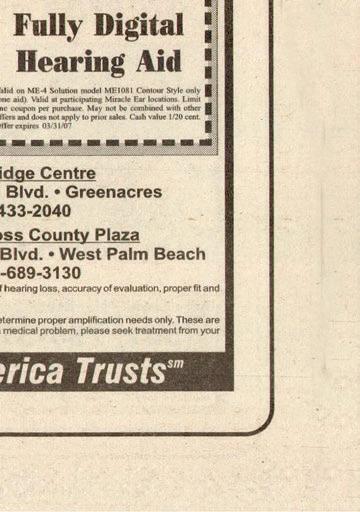 Fully Digital
Hearing Aid
alid on ME-4 Solution model ME1081 Contour Style only
one aid). Valid at participating Miracle Ear locations. Limit
ne coupon per purchase. May not be combined with other
ffers and does not apply to prior sales. Cash value 1/20 cent.
ffer expires 03/31/07
idge Centre
Blvd. • Greenacres
433-2040
oss County Plaza
Blvd. • West Palm Beach
-689-3130
f hearing loss, accuracy of evaluation, proper fit and
etermine proper amplification needs only. These are
medical problem, please seek treatment from your
erica Trusts℠